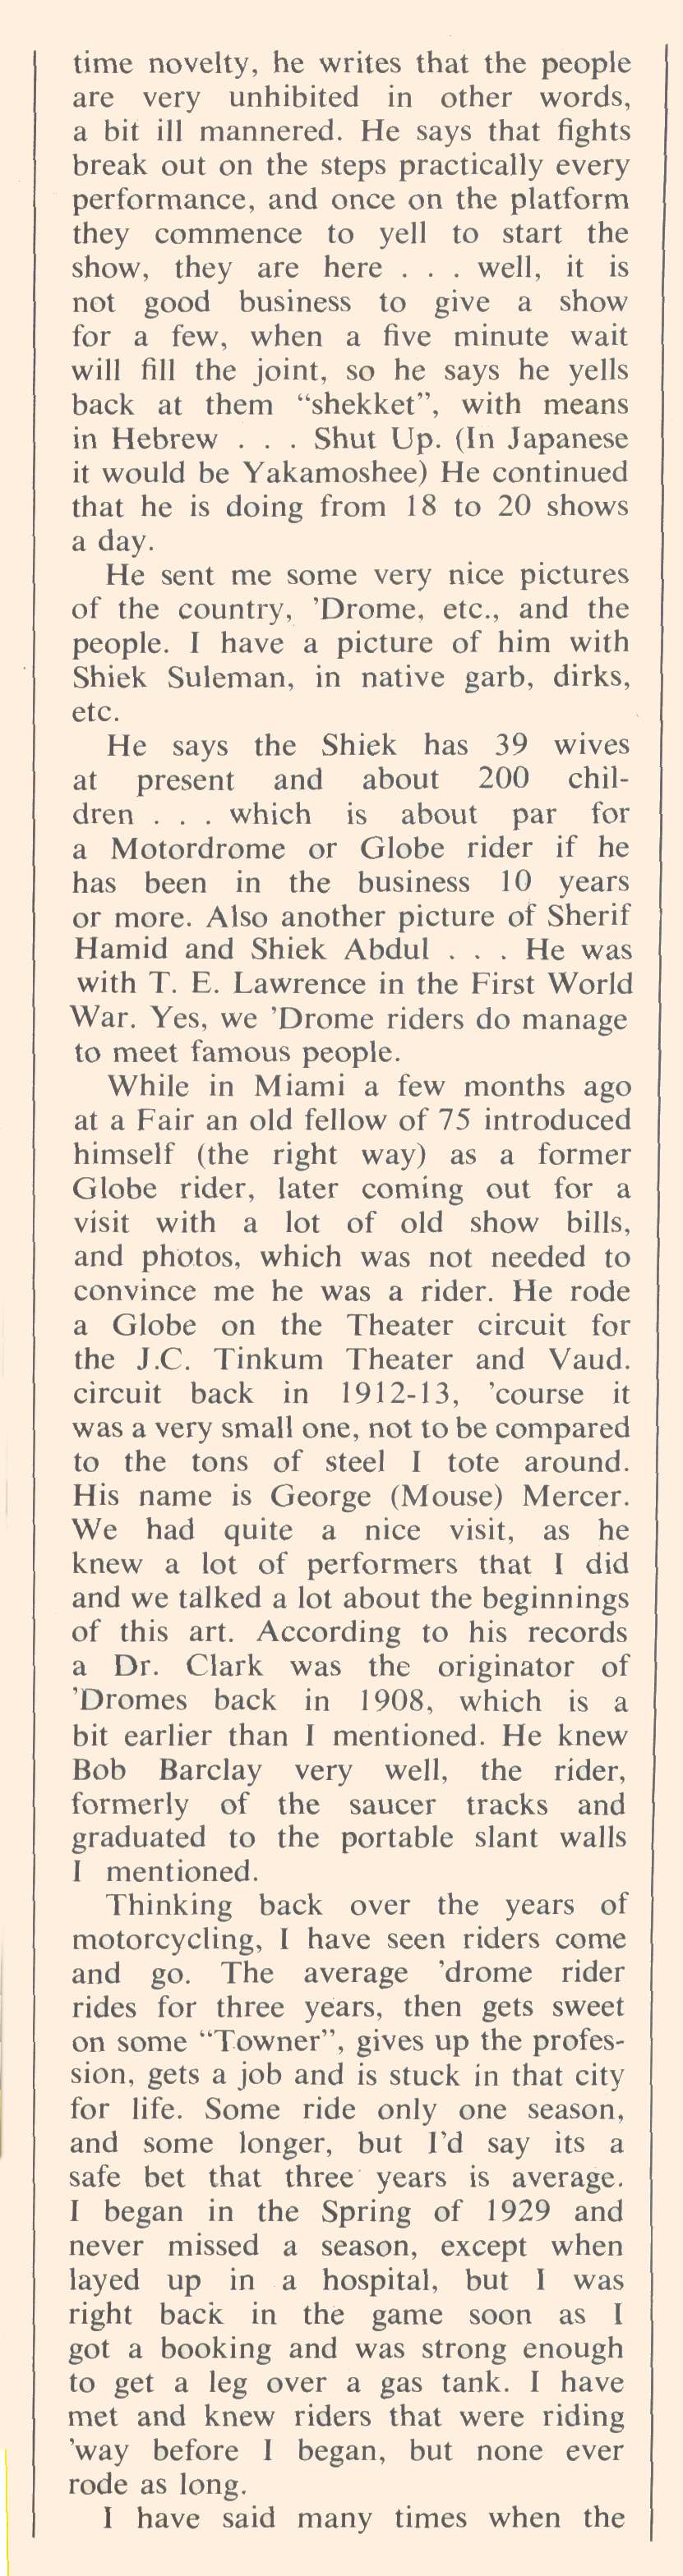 time novelty, he writes that the people
are very unhibited in other words,
a bit ill mannered. He says that fights
break out on the steps practically every
performance, and once on the platform
they commence to yell to start the
show, they are here . . . well, it is
not good business to give a show
for a few, when a five minute wait
will fill the joint, so he says he yells
back at them “shekket”, with means
in Hebrew . . . Shut Up. (In Japanese
it would be Yakamoshee) He continued
that he is doing from 18 to 20 shows
a day.
He sent me some very nice pictures
of the country, ’Drome, etc., and the
people. I have a picture of him with
Shiek Suleman, in native garb, dirks,
etc.
He says the Shiek has 39 wives
at present and about 200 chil-
dren . . . which is about par for
a Motordrome or Globe rider if he
has been in the business 10 years
or more. Also another picture of Sherif
Hamid and Shiek Abdul . . . He was
with T. E. Lawrence in the First World
War. Yes, we ’Drome riders do manage
to meet famous people.
While in Miami a few months ago
at a Fair an old fellow of 75 introduced
himself (the right way) as a former
Globe rider, later coming out for a
visit with a lot of old show bills,
and photos, which was not needed to
convince me he was a rider. He rode
a Globe on the Theater circuit for
the J.C. Tinkum Theater and Vaud.
circuit back in 1912-13, ’course it
was a very small one, not to be compared
to the tons of steel I tote around.
His name is George (Mouse) Mercer.
We had quite a nice visit, as he
knew a lot of performers that I did
and we talked a lot about the beginnings
of this art. According to his records
a Dr. Clark was the originator of
’Dromes back in 1908, which is a
bit earlier than I mentioned. He knew
Bob Barclay very well, the rider,
formerly of the saucer tracks and
graduated to the portable slant walls
I mentioned.
Thinking back over the years of
motorcycling, I have seen riders come
and go. The average ’drome rider
rides for three years, then gets sweet
on some “Towner”, gives up the profes-
sion, gets a job and is stuck in that city
for life. Some ride only one season,
and some longer, but I’d say its a
safe bet that three years is average.
I began in the Spring of 1929 and
never missed a season, except when
layed up in a hospital, but I was
right back in the game soon as I
got a booking and was strong enough
to get a leg over a gas tank. I have
met and knew riders that were riding
’way before I began, but none ever
rode as long.
I have said many times when the